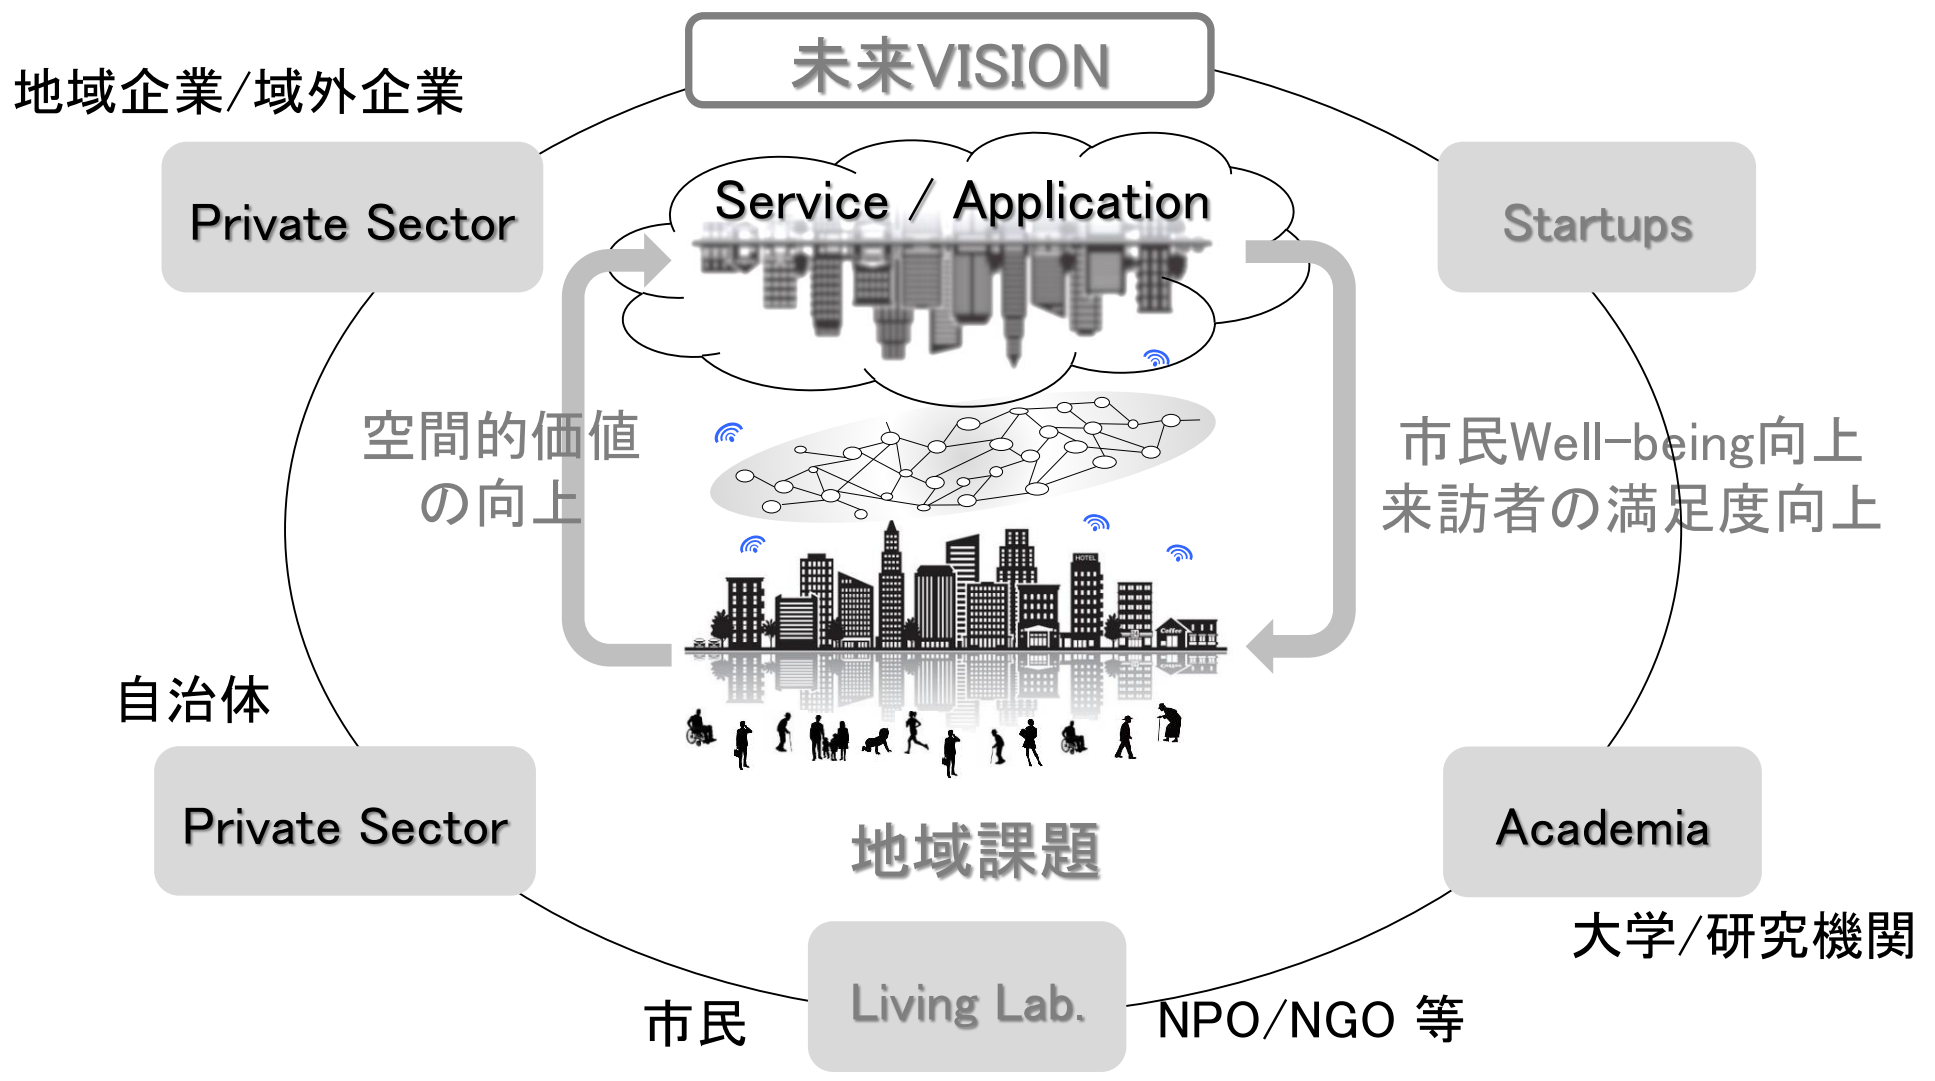 未来VISION
地域企業/域外企業
Private Sector
Service / Application
Startups
空間的価値
の向上
市民Well-being向上
来訪者の満足度向上
HOTEL
Coffee
自治体
Private Sector
地域課題
Academia
大学/研究機関
市民
Living Lab.
NPO/NGO 等